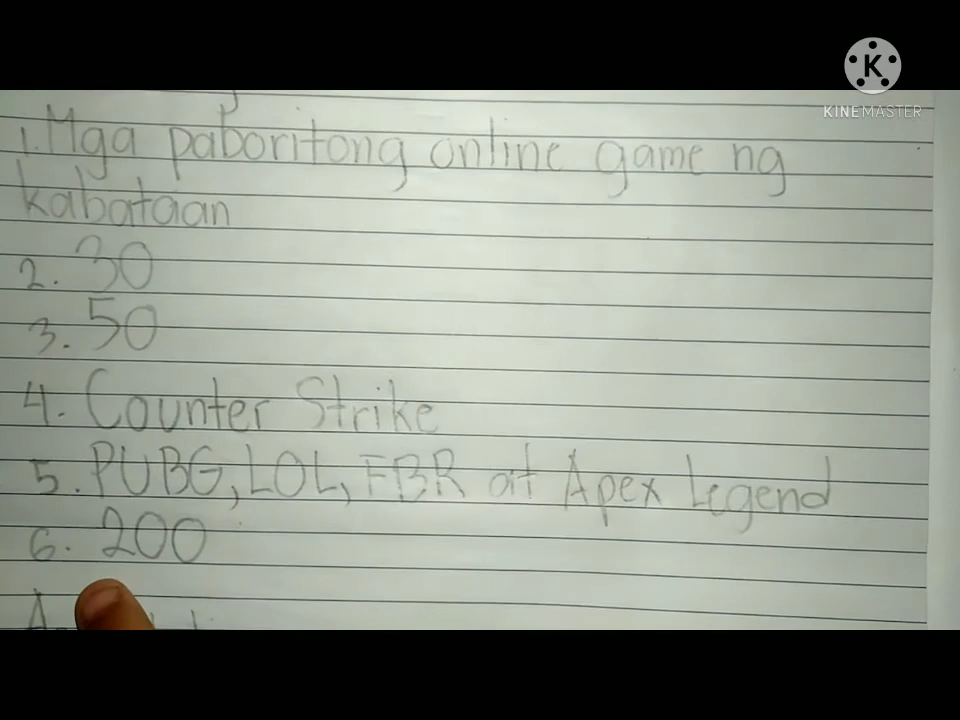 KINEMASTER
1. Mga paboritong online game ng
kabataan
2. 30
3. 50
4. Counter Strike
5. PUBG, LOL, FBR at Apex Legend
6. 200